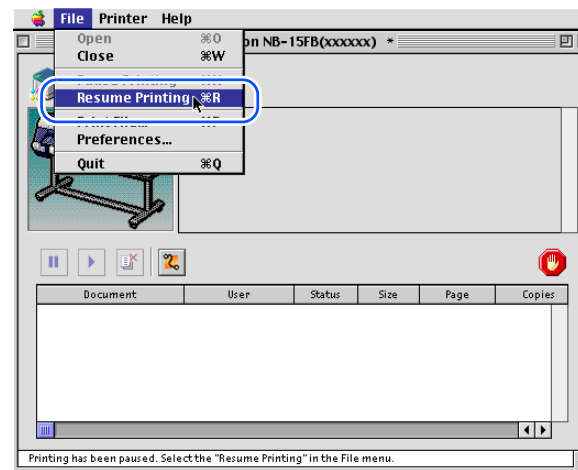 File Printer Help
on NB-15FB(xxxxxx) *
Open ⌘O
Close ⌘W
Resume Printing ⌘R
Preferences...
Quit ⌘Q
Document User Status Size Page Copies
Printing has been paused. Select the "Resume Printing" in the File menu.